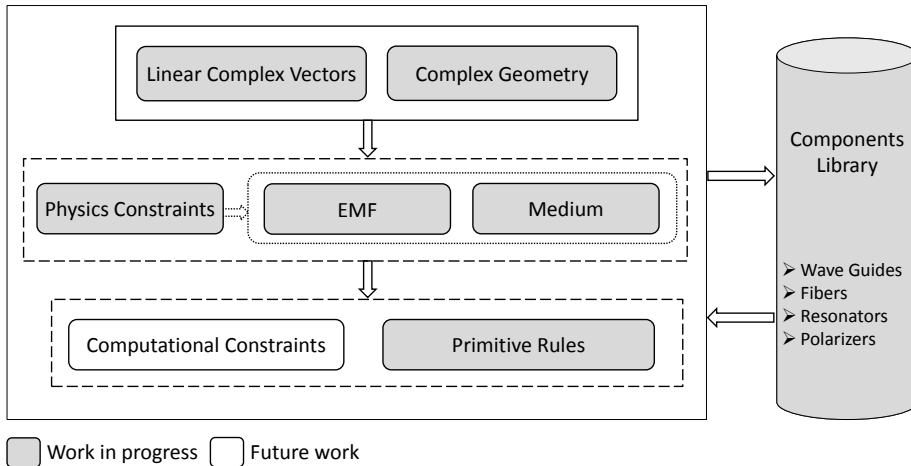 Linear Complex Vectors
Complex Geometry
Physics Constraints
EMF
Medium
Computational Constraints
Primitive Rules
Components
Library
➢ Wave Guides
➢ Fibers
➢ Resonators
➢ Polarizers
Work in progress
Future work